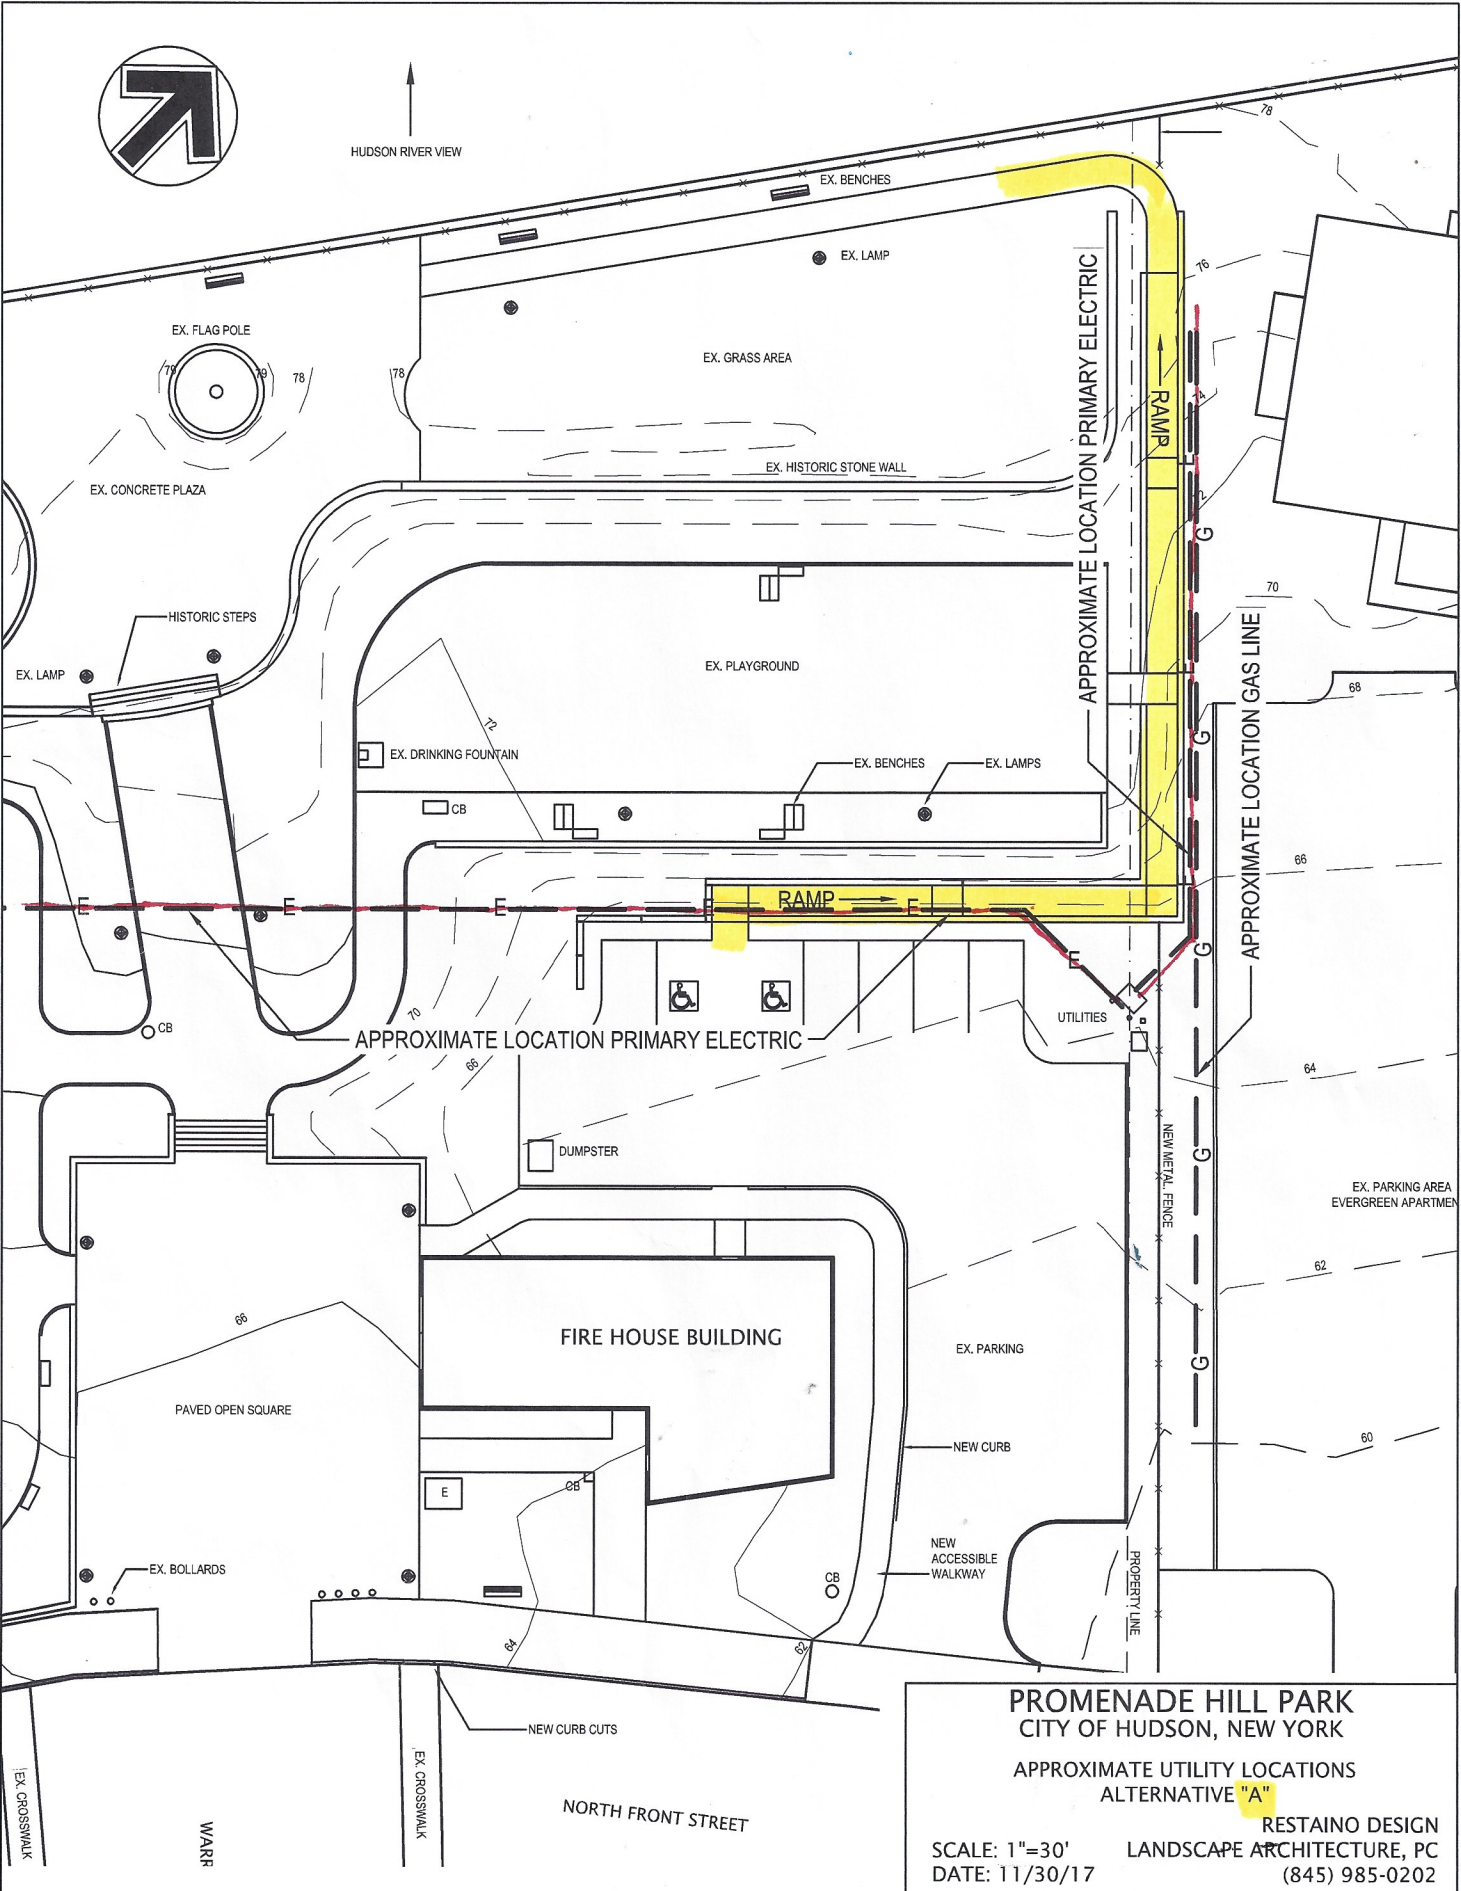 HUDSON RIVER VIEW
78
EX. BENCHES
EX. LAMP
76
EX. FLAG POLE
79
79
78
78
EX. GRASS AREA
APPROXIMATE LOCATION PRIMARY ELECTRIC
RAMP
EX. HISTORIC STONE WALL
E
EX. CONCRETE PLAZA
G
70
HISTORIC STEPS
EX. LAMP
EX. PLAYGROUND
APPROXIMATE LOCATION GAS LINE
68
72
G
EX. DRINKING FOUNTAIN
EX. BENCHES
EX. LAMPS
CB
66
E
E
E
E
RAMP
E
E
G
UTILITIES
CB
70
APPROXIMATE LOCATION PRIMARY ELECTRIC
66
64
DUMPSTER
NEW METAL FENCE
G
EX. PARKING AREA
EVERGREEN APARTMEN
62
66
FIRE HOUSE BUILDING
EX. PARKING
G
PAVED OPEN SQUARE
60
NEW CURB
E
CB
NEW
ACCESSIBLE
WALKWAY
EX. BOLLARDS
CB
PROPERTY LINE
64
62
NEW CURB CUTS
EX. CROSSWALK
EX. CROSSWALK
WARR
NORTH FRONT STREET
PROMENADE HILL PARK
CITY OF HUDSON, NEW YORK
APPROXIMATE UTILITY LOCATIONS
ALTERNATIVE "A"
RESTAINO DESIGN
SCALE: 1"=30' LANDSCAPE ARCHITECTURE, PC
DATE: 11/30/17 (845) 985-0202